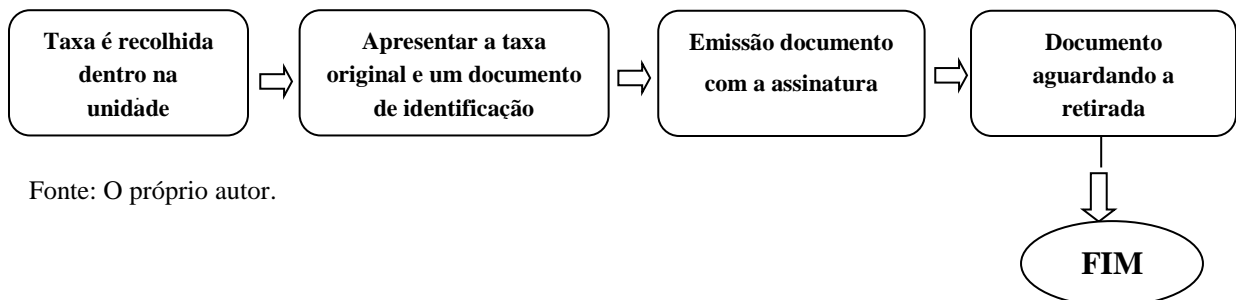 Taxa é recolhida
dentro na
unidade
Apresentar a taxa
original e um documento
de identificação
Emissão documento
com a assinatura
Documento
aguardando a
retirada
Fonte: O próprio autor.
FIM